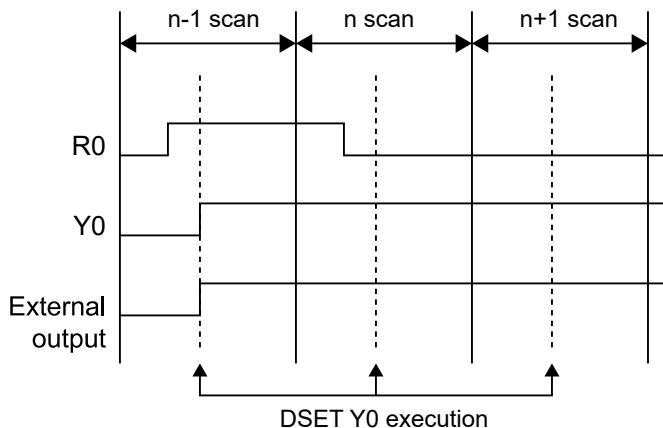 n-1 scan
n scan
n+1 scan
R0
Y0
External
output
DSET Y0 execution